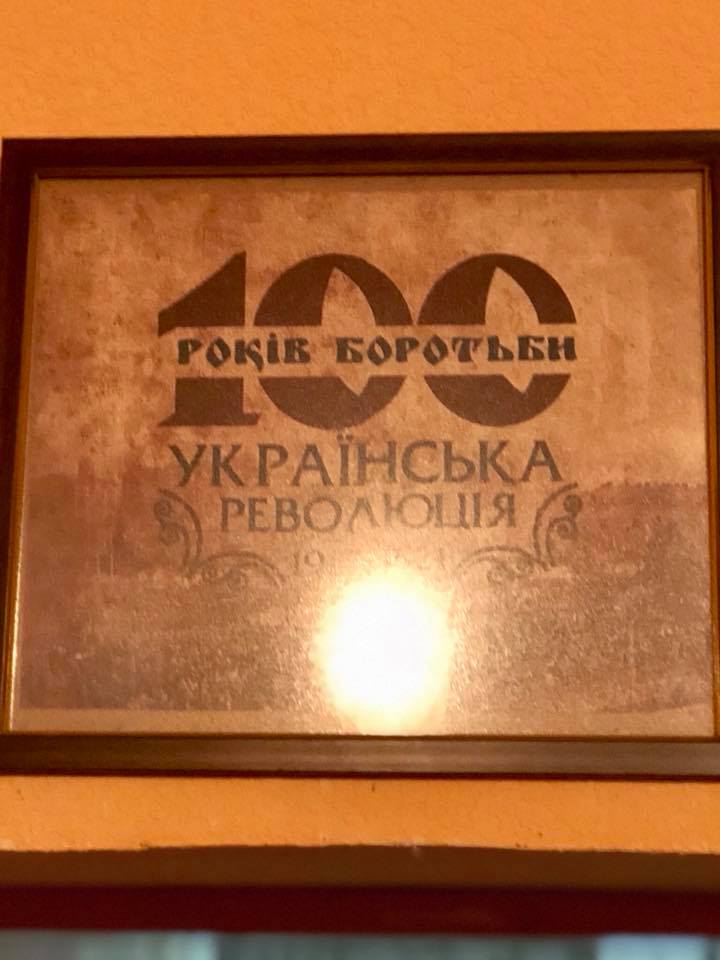 100
РОКІВ БОРОТЬБИ
УКРАЇНСЬКА
РЕВОЛЮЦІЯ